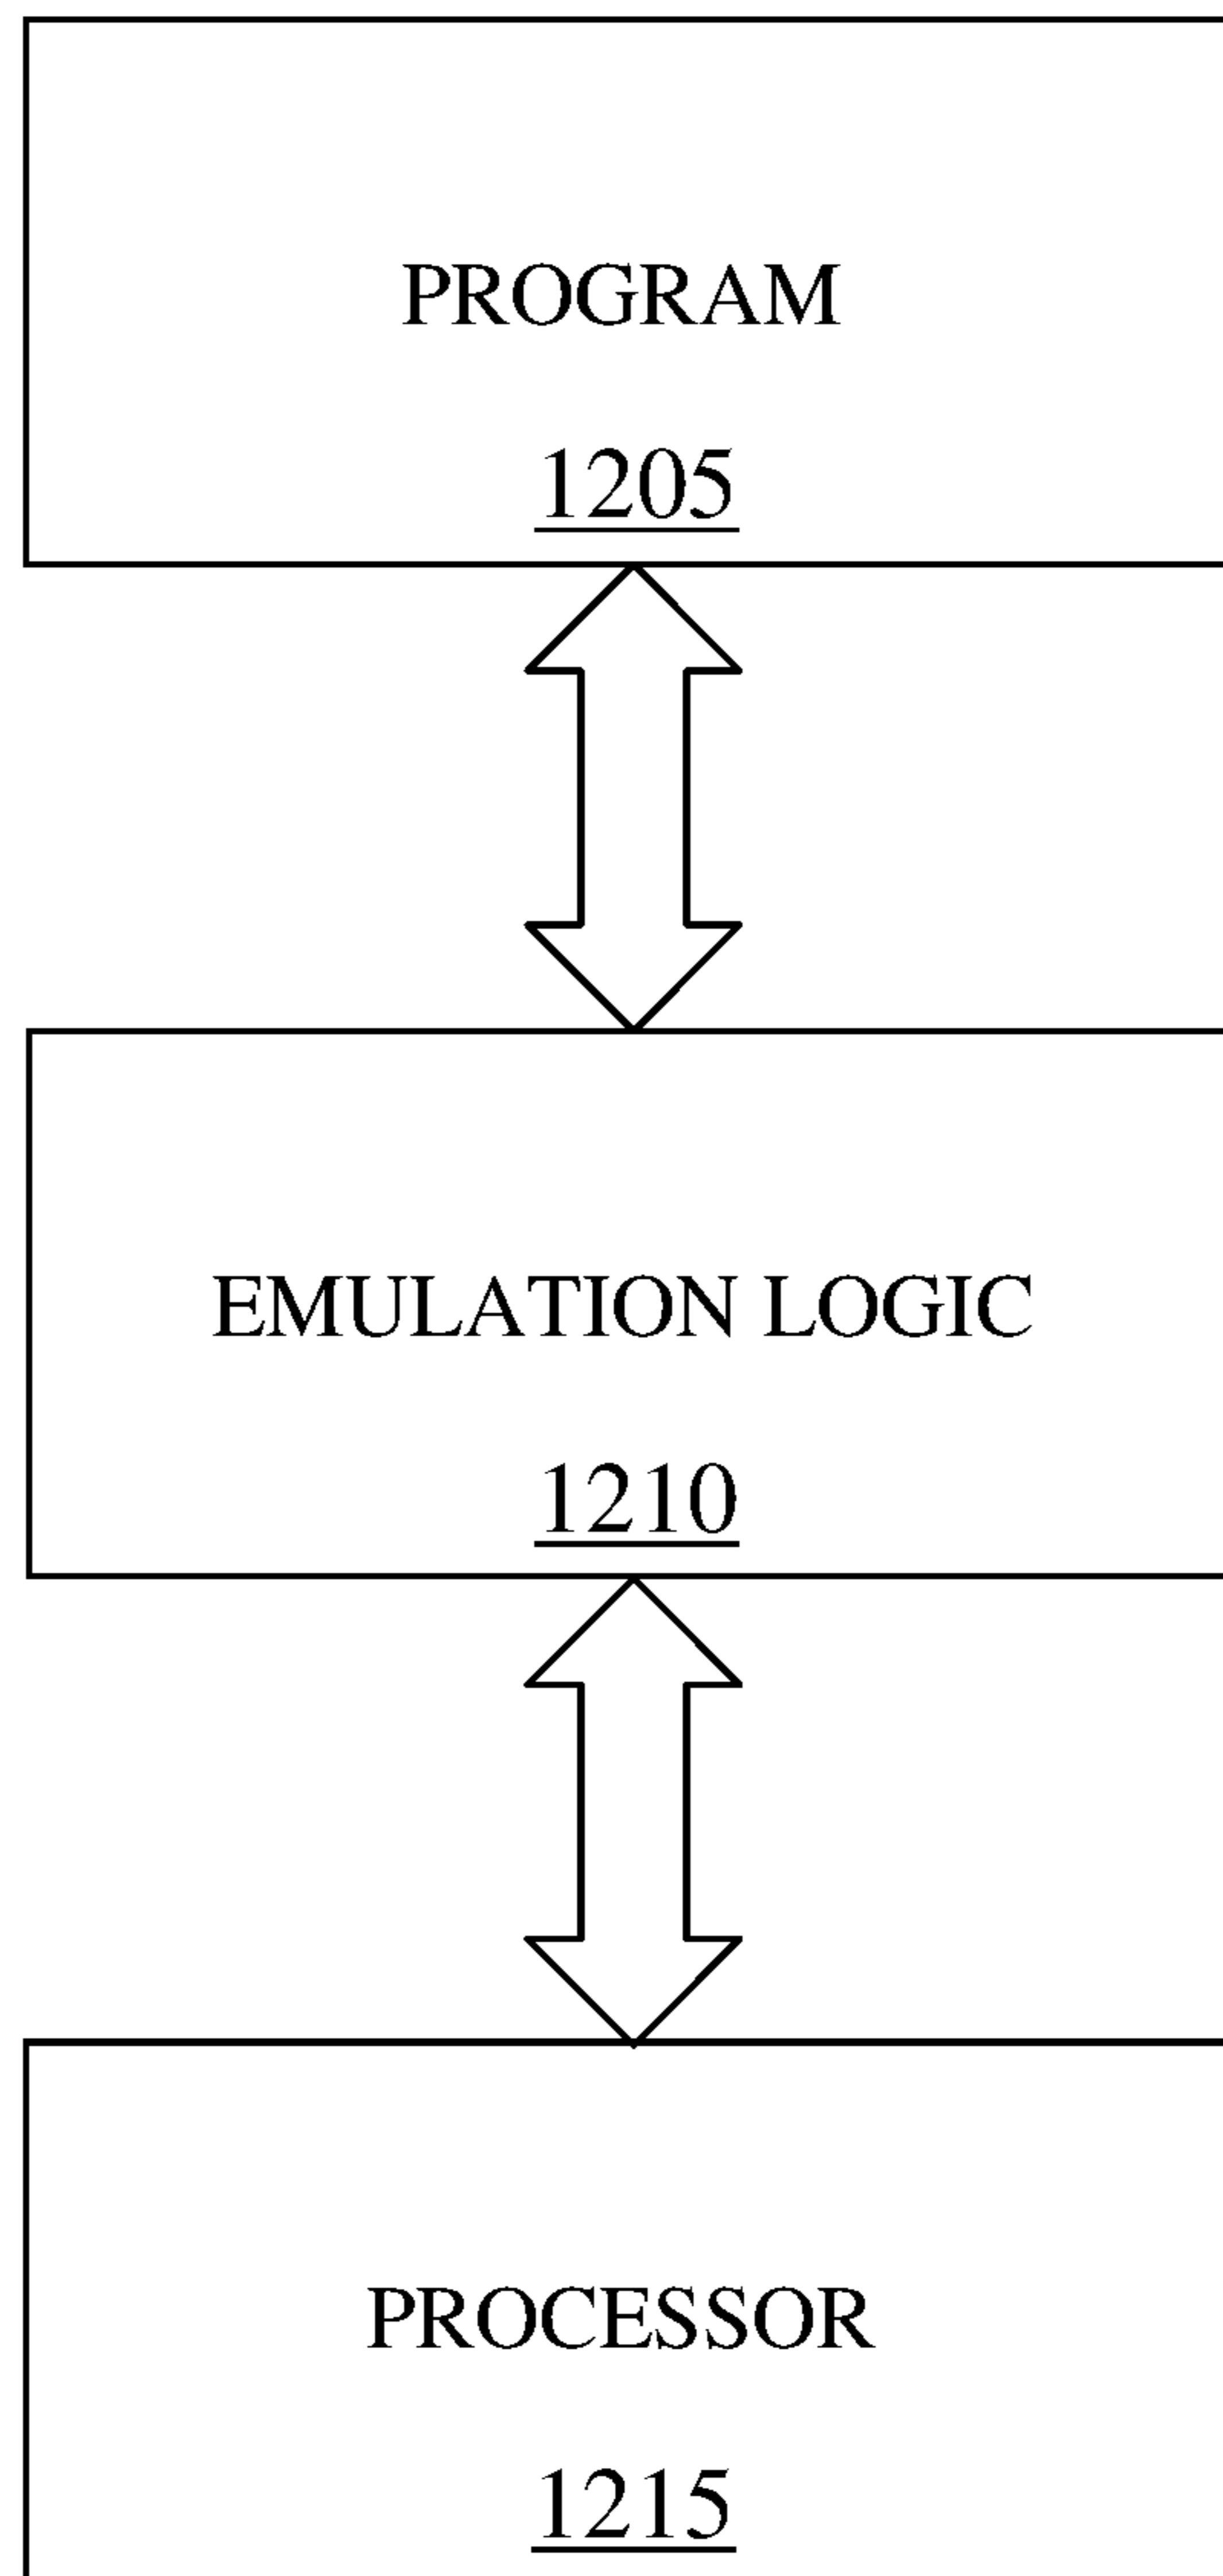 PROGRAM
1205
EMULATION LOGIC
1210
PROCESSOR
1215